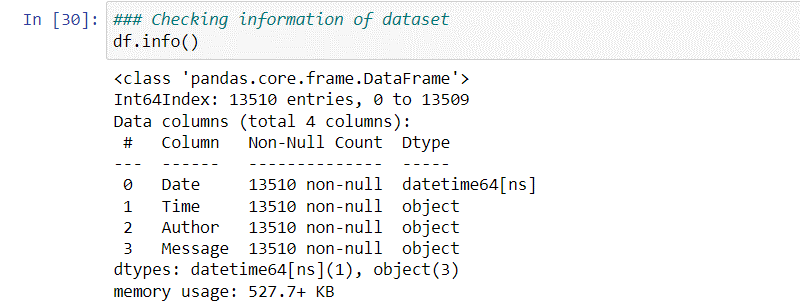 In [30]: ### Checking information of dataset
df.info()
<class 'pandas.core.frame.DataFrame'>
Int64Index: 13510 entries, 0 to 13509
Data columns (total 4 columns):
 #   Column   Non-Null Count  Dtype
---  ------   --------------  -----
 0   Date     13510 non-null  datetime64[ns]
 1   Time     13510 non-null  object
 2   Author   13510 non-null  object
 3   Message  13510 non-null  object
dtypes: datetime64[ns](1), object(3)
memory usage: 527.7+ KB